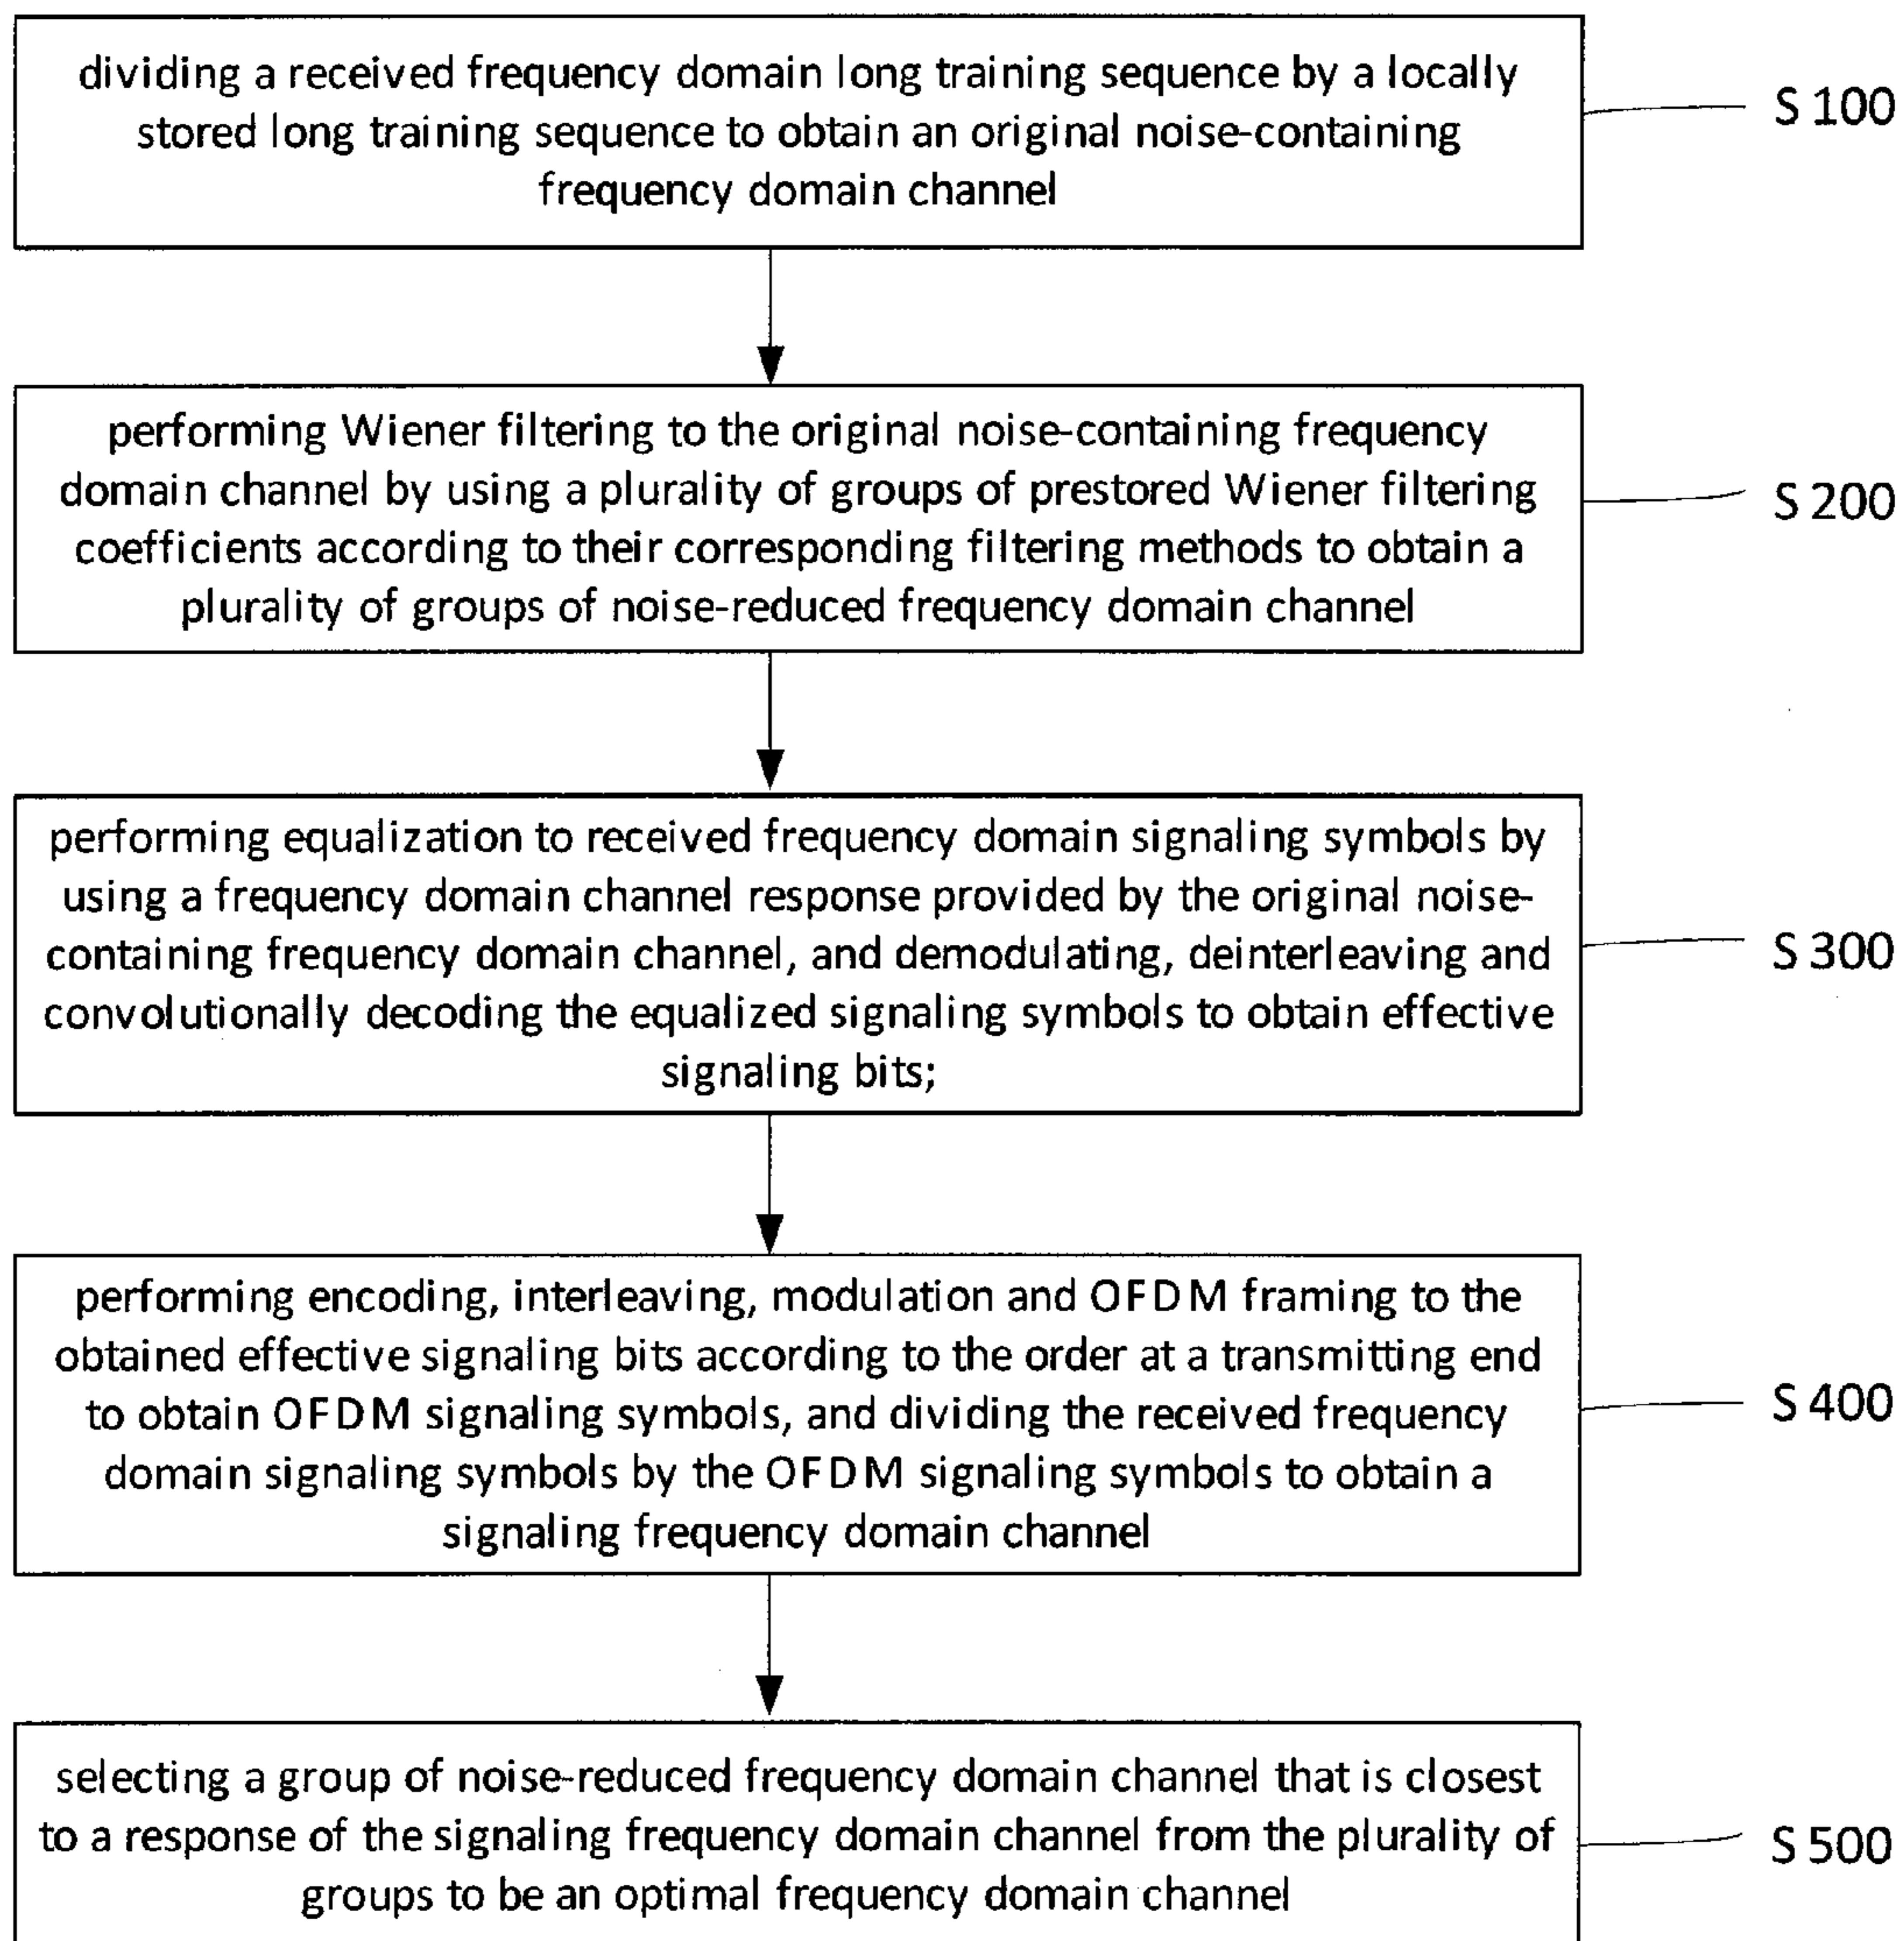 dividing a received frequency domain long training sequence by a locally
stored long training sequence to obtain an original noise-containing
frequency domain channel
S 100
performing Wiener filtering to the original noise-containing frequency
domain channel by using a plurality of groups of prestored Wiener filtering
coefficients according to their corresponding filtering methods to obtain a
plurality of groups of noise-reduced frequency domain channel
S 200
performing equalization to received frequency domain signaling symbols by
using a frequency domain channel response provided by the original noise-
containing frequency domain channel, and demodulating, deinterleaving and
convolutionally decoding the equalized signaling symbols to obtain effective
signaling bits;
S 300
performing encoding, interleaving, modulation and OFDM framing to the
obtained effective signaling bits according to the order at a transmitting end
to obtain OFDM signaling symbols, and dividing the received frequency
domain signaling symbols by the OFDM signaling symbols to obtain a
signaling frequency domain channel
S 400
selecting a group of noise-reduced frequency domain channel that is closest
to a response of the signaling frequency domain channel from the plurality of
groups to be an optimal frequency domain channel
S 500